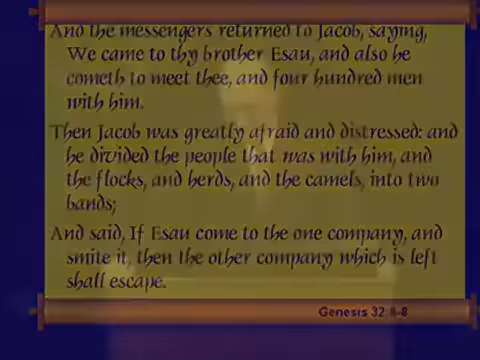 And the messengers returned to Jacob, saying,
We came to thy brother Esau, and also he
cometh to meet thee, and four hundred men
with him.
Then Jacob was greatly afraid and distressed: and
he divided the people that was with him, and
the flocks, and herds, and the camels, into two
bands;
And said, If Esau come to the one company, and
smite it, then the other company which is left
shall escape.
Genesis 32:6-8